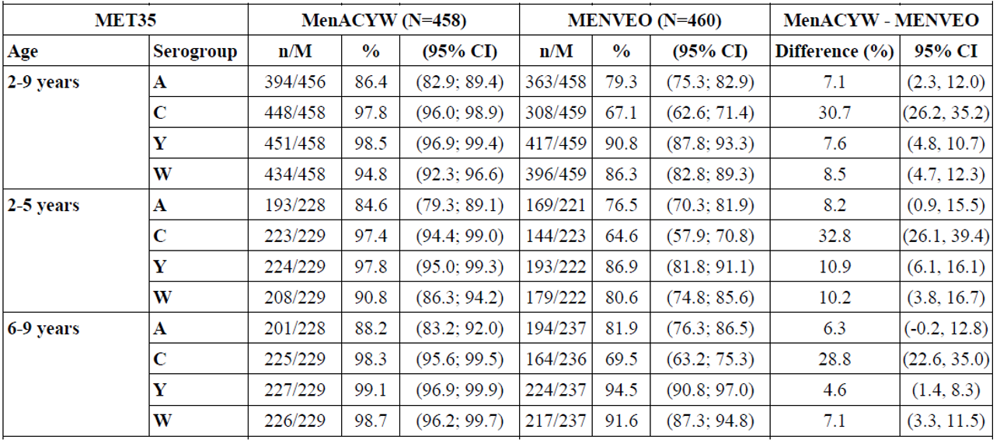 MET35 MenACYW (N=458) MENVEO (N=460) MenACYW - MENVEO
Age Serogroup n/M % (95% CI) n/M % (95% CI) Difference (%) 95% CI
2-9 years A 394/456 86.4 (82.9; 89.4) 363/458 79.3 (75.3; 82.9) 7.1 (2.3, 12.0)
C 448/458 97.8 (96.0; 98.9) 308/459 67.1 (62.6; 71.4) 30.7 (26.2, 35.2)
Y 451/458 98.5 (96.9; 99.4) 417/459 90.8 (87.8; 93.3) 7.6 (4.8, 10.7)
W 434/458 94.8 (92.3; 96.6) 396/459 86.3 (82.8; 89.3) 8.5 (4.7, 12.3)
2-5 years A 193/228 84.6 (79.3; 89.1) 169/221 76.5 (70.3; 81.9) 8.2 (0.9, 15.5)
C 223/229 97.4 (94.4; 99.0) 144/223 64.6 (57.9; 70.8) 32.8 (26.1, 39.4)
Y 224/229 97.8 (95.0; 99.3) 193/222 86.9 (81.8; 91.1) 10.9 (6.1, 16.1)
W 208/229 90.8 (86.3; 94.2) 179/222 80.6 (74.8; 85.6) 10.2 (3.8, 16.7)
6-9 years A 201/228 88.2 (83.2; 92.0) 194/237 81.9 (76.3; 86.5) 6.3 (-0.2, 12.8)
C 225/229 98.3 (95.6; 99.5) 164/236 69.5 (63.2; 75.3) 28.8 (22.6, 35.0)
Y 227/229 99.1 (96.9; 99.9) 224/237 94.5 (90.8; 97.0) 4.6 (1.4, 8.3)
W 226/229 98.7 (96.2; 99.7) 217/237 91.6 (87.3; 94.8) 7.1 (3.3, 11.5)